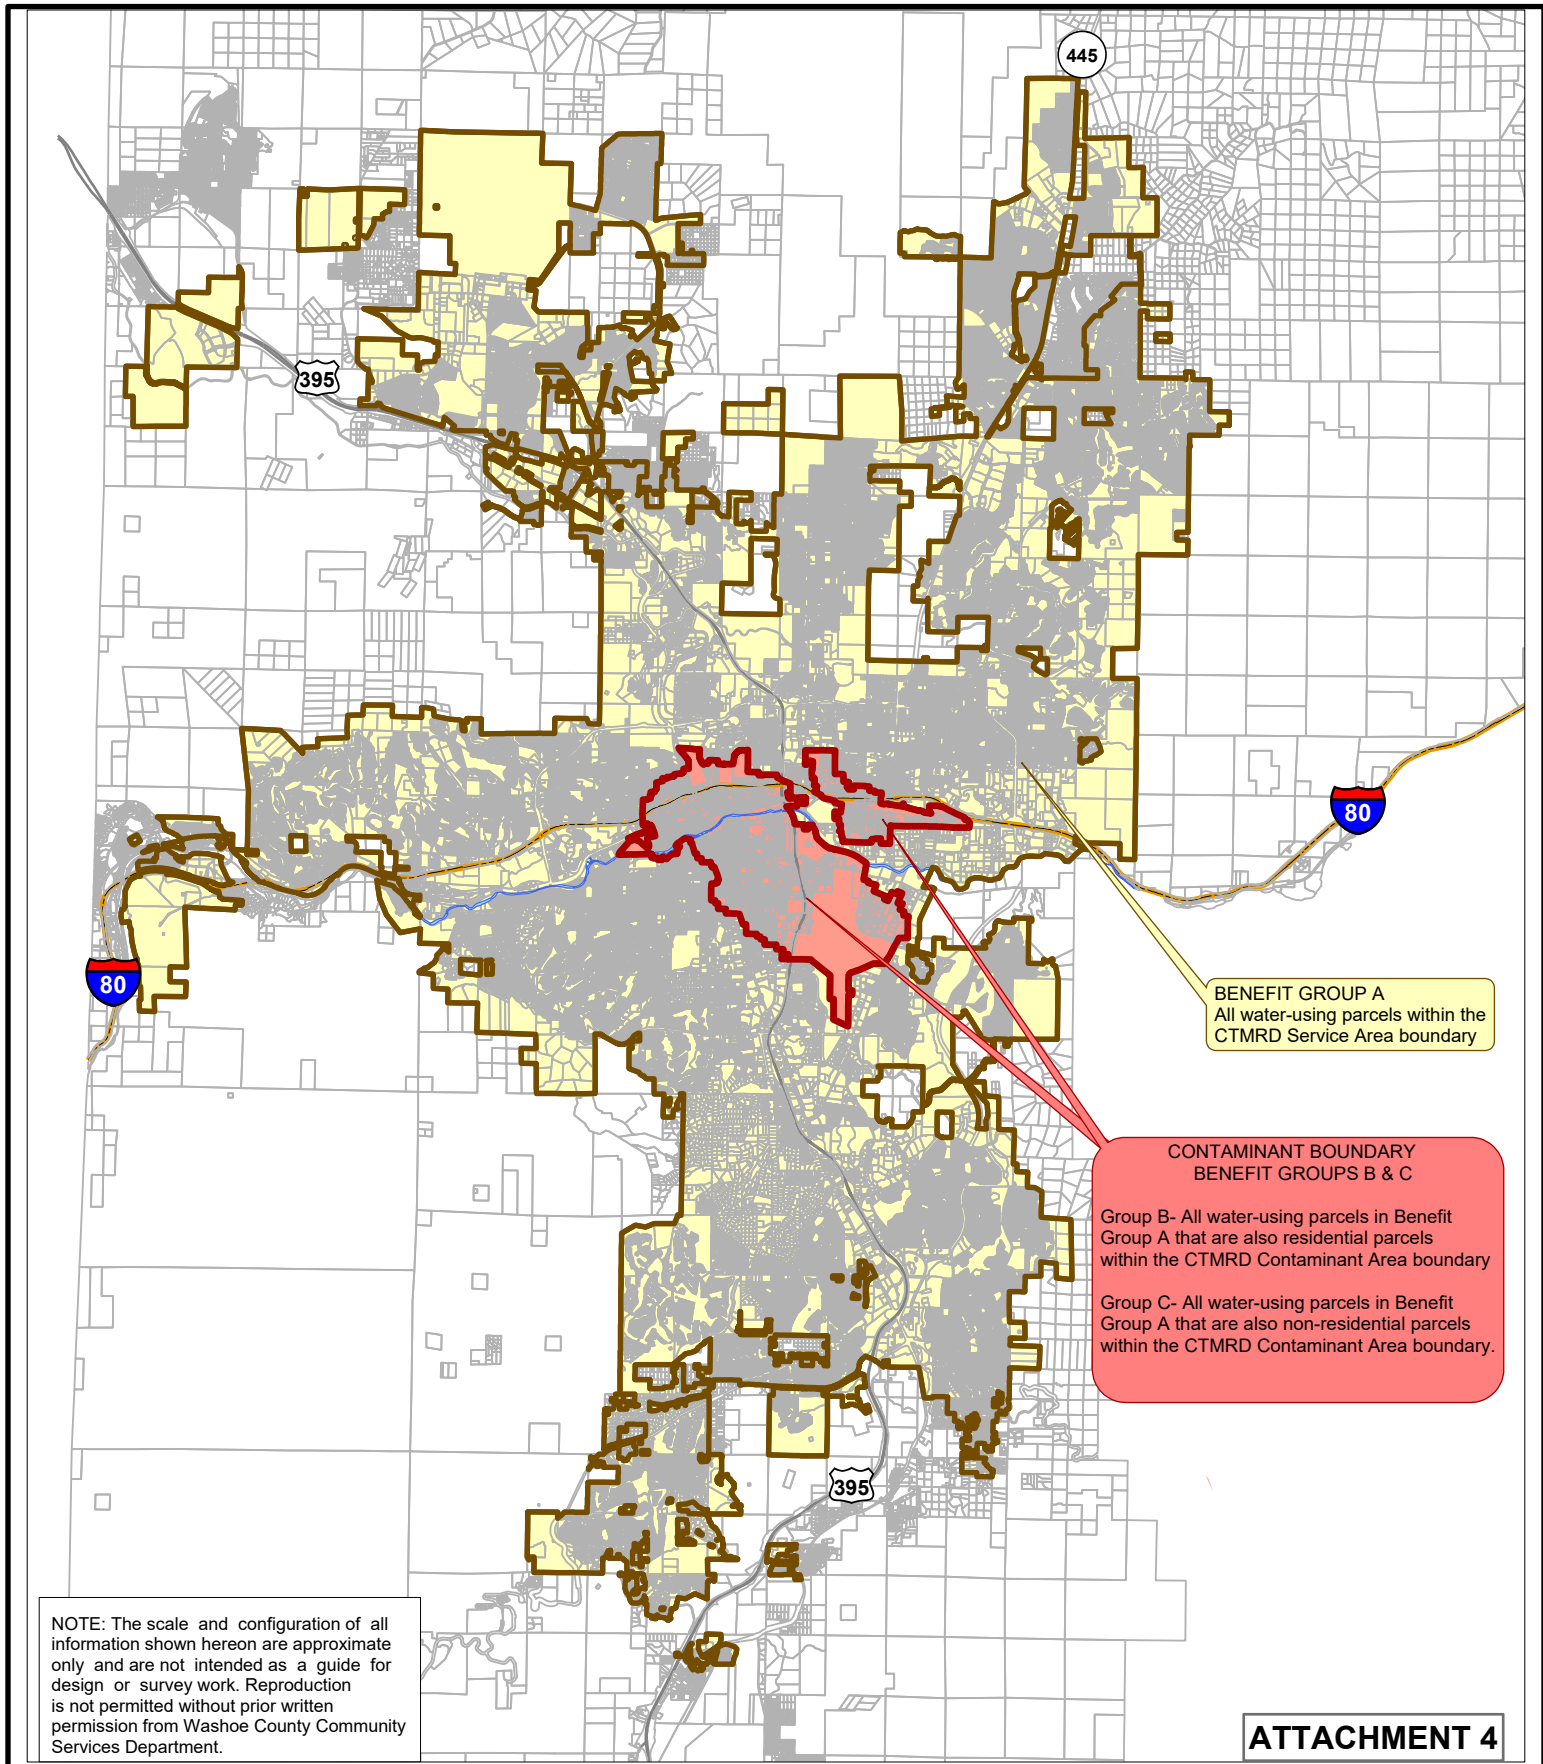 445
395
80
80
BENEFIT GROUP A
All water-using parcels within the
CTMRD Service Area boundary
CONTAMINANT BOUNDARY
BENEFIT GROUPS B & C
Group B- All water-using parcels in Benefit
Group A that are also residential parcels
within the CTMRD Contaminant Area boundary
Group C- All water-using parcels in Benefit
Group A that are also non-residential parcels
within the CTMRD Contaminant Area boundary.
395
NOTE: The scale and configuration of all
information shown hereon are approximate
only and are not intended as a guide for
design or survey work. Reproduction
is not permitted without prior written
permission from Washoe County Community
Services Department.
ATTACHMENT 4